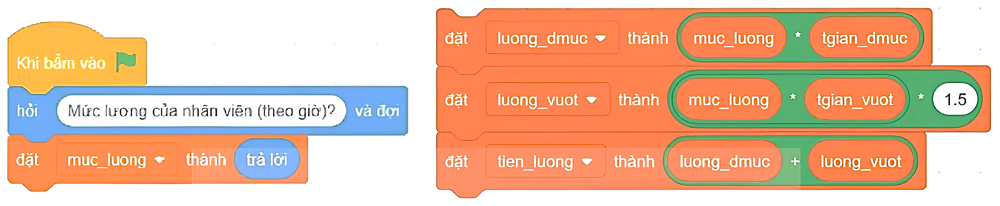 Khi bấm vào
hỏi Mức lương của nhân viên (theo giờ)? và đợi
đặt muc_luong thành trả lời
đặt luong_dmuc thành muc_luong * tgian_dmuc
đặt luong_vuot thành muc_luong * tgian_vuot * 1.5
đặt tien_luong thành luong_dmuc + luong_vuot